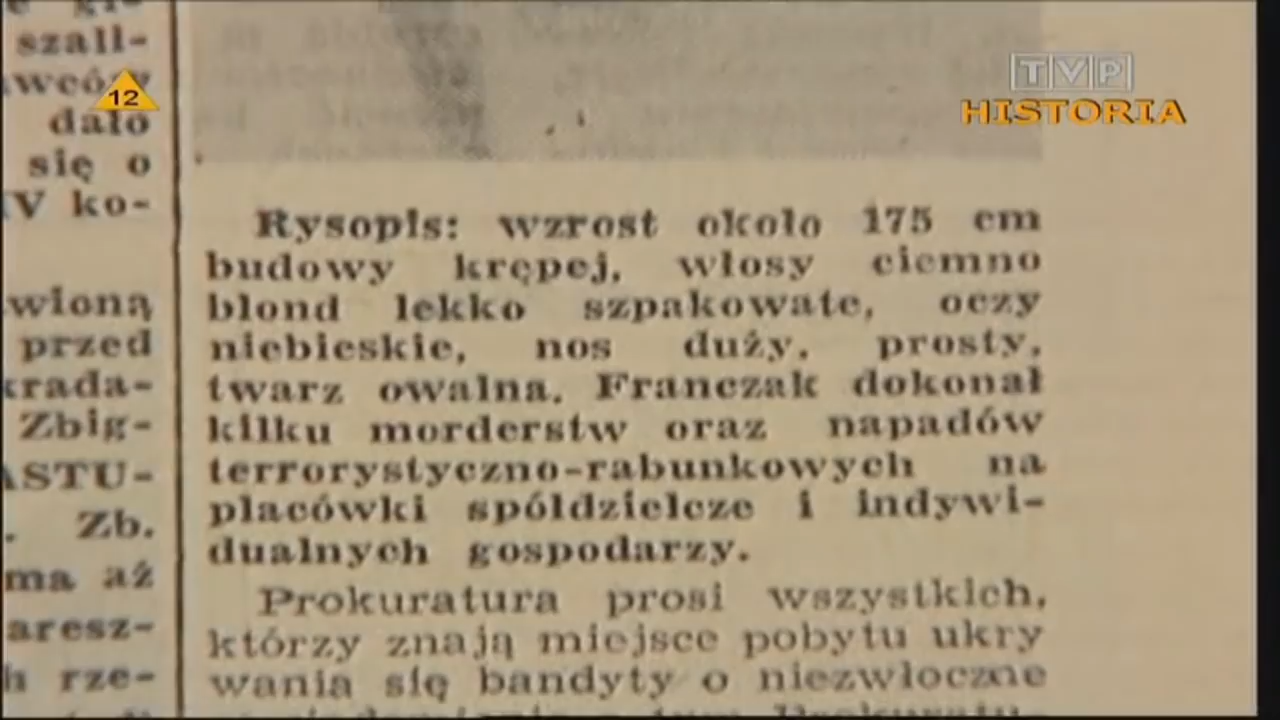 szall-
12
dało
się o
IV ko-
wioną
przed
krada-
Zbig-
ASTU-
. Zb.
ma aż
aresz-
h rze-
TVP
HISTORIA
Rysopis: wzrost około 175 cm
budowy krępej, włosy ciemno
blond lekko szpakowate, oczy
niebieskie, nos duży, prosty,
twarz owalna. Franczak dokonał
kilku morderstw oraz napadów
terrorystyczno-rabunkowych na
placówki spółdzielcze i indywi-
dualnych gospodarzy.
Prokuratura prosi wszystkich,
którzy znają miejsce pobytu ukry
wania się bandyty o niezwłoczne